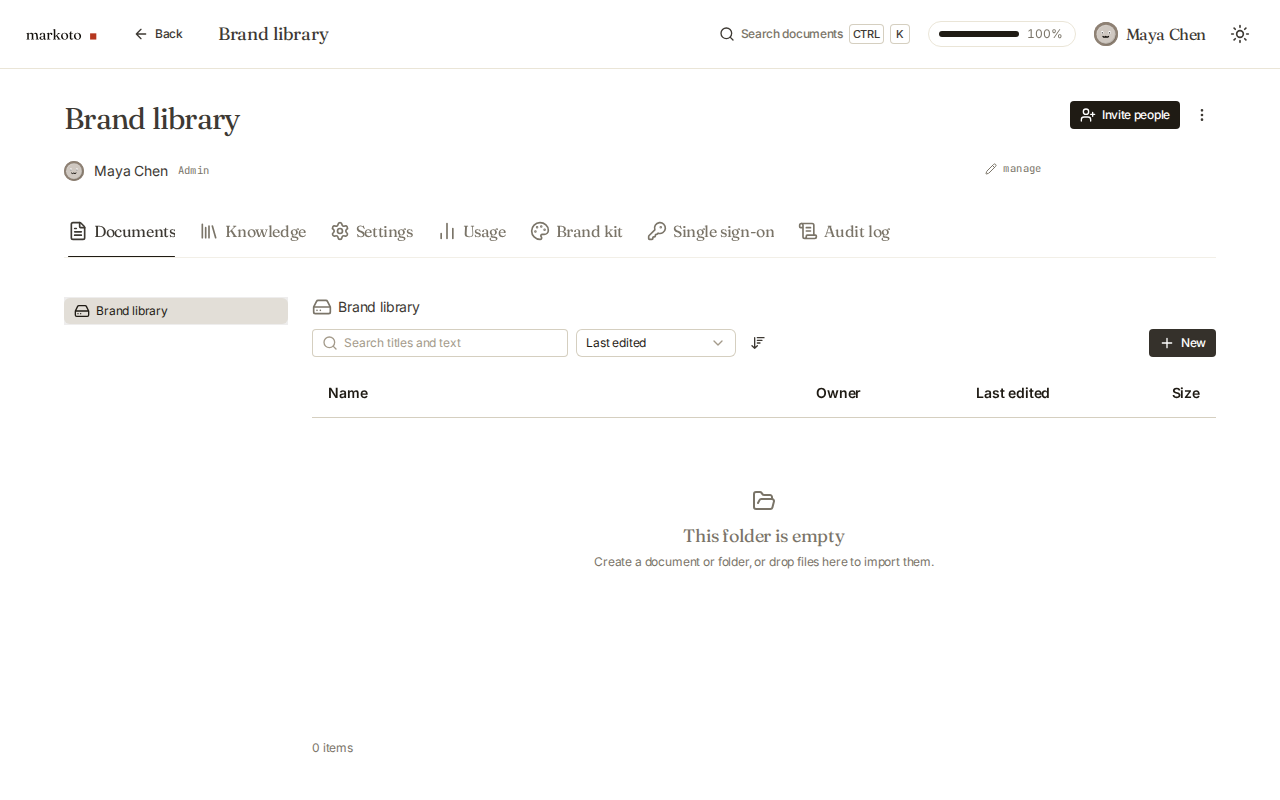 markoto
Back
Brand library
Search documents CTRL K
100%
Maya Chen
Brand library
Invite people
Maya Chen Admin
manage
Documents Knowledge Settings Usage Brand kit Single sign-on Audit log
Brand library
Brand library
Search titles and text
Last edited
New
Name Owner Last edited Size
This folder is empty
Create a document or folder, or drop files here to import them.
0 items